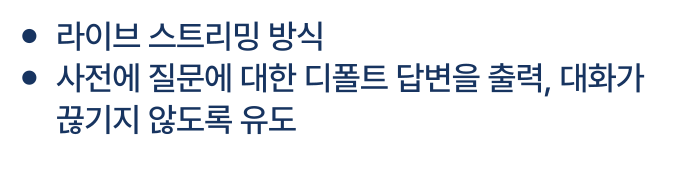 • 라이브 스트리밍 방식
• 사전에 질문에 대한 디폴트 답변을 출력, 대화가
끊기지 않도록 유도